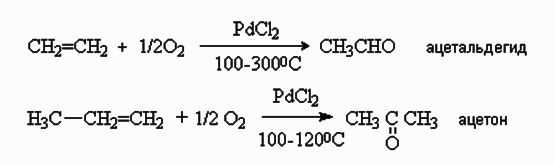 PdCl₂
CH₂=CH₂ + 1/2O₂ → CH₃CHO ацетальдегид
100-300⁰C
PdCl₂
H₃C—CH₂=CH₂ + 1/2 O₂ → CH₃ C CH₃ ацетон
100-120⁰C
O